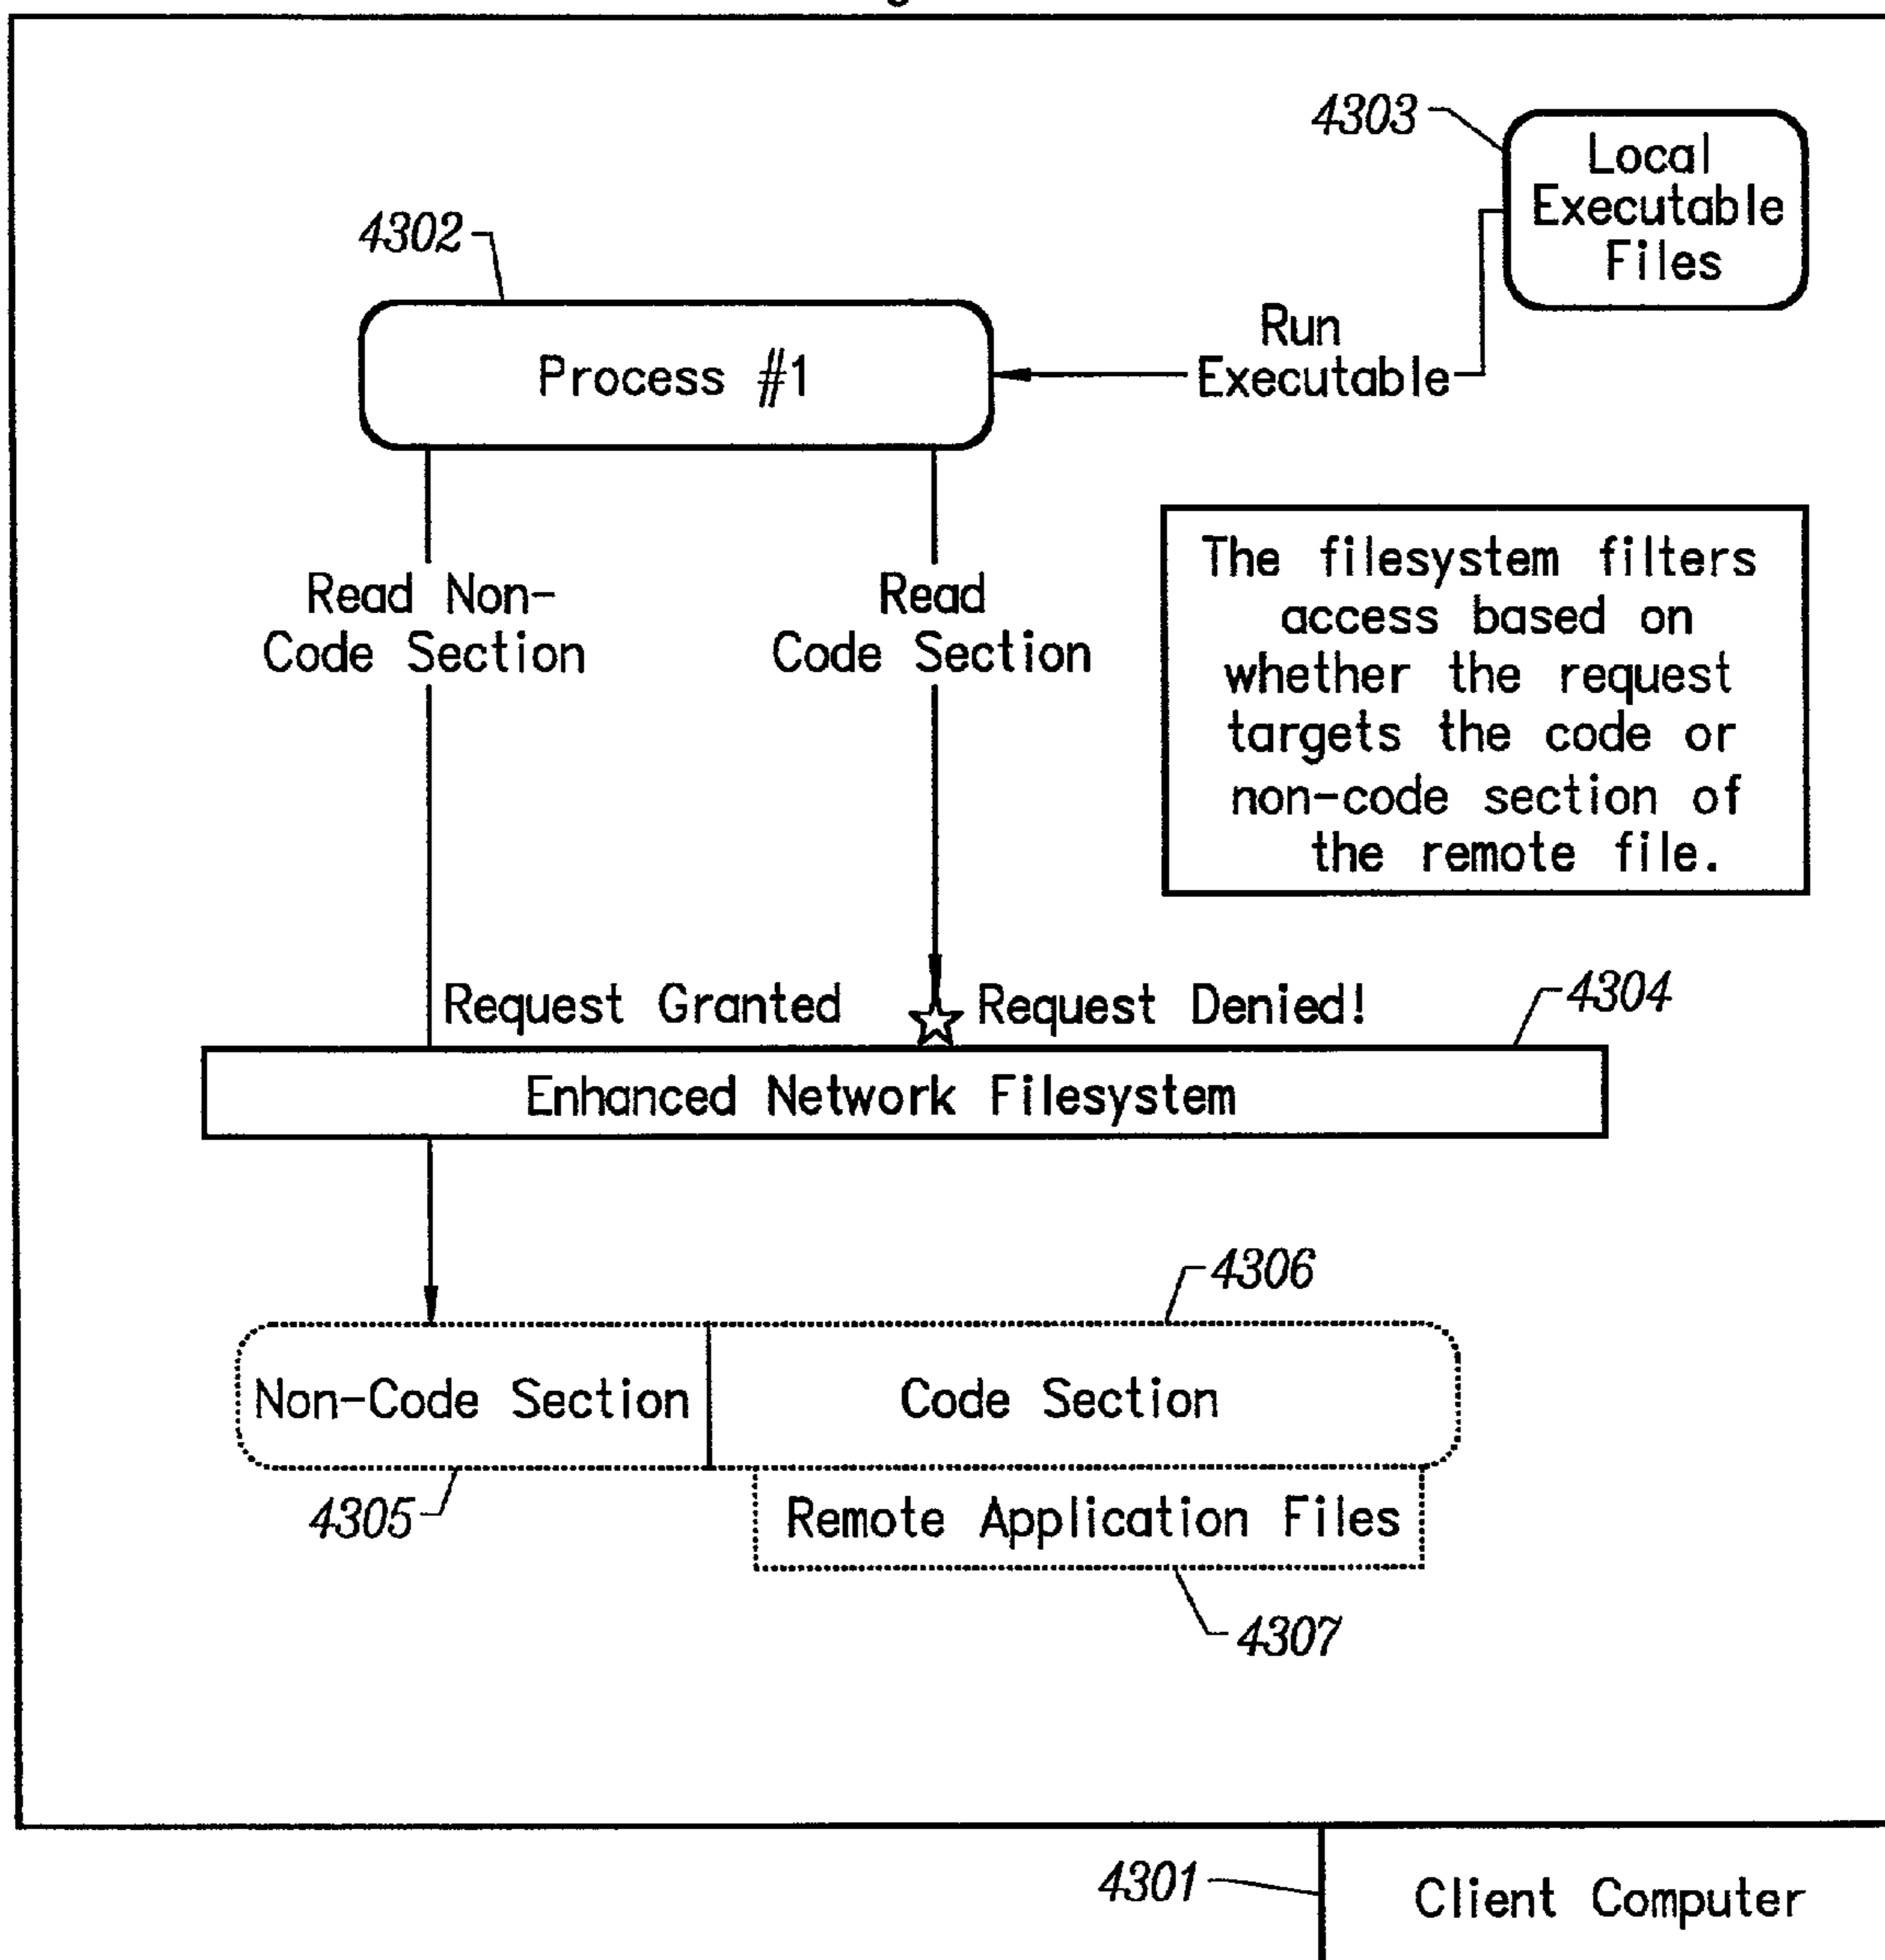 4303
Local
Executable
Files
4302
Run
Executable
Process #1
Read Non-
Code Section
Read
Code Section
The filesystem filters
access based on
whether the request
targets the code or
non-code section of
the remote file.
Request Granted
Request Denied!
4304
Enhanced Network Filesystem
4306
Non-Code Section
Code Section
4305
Remote Application Files
4307
4301
Client Computer